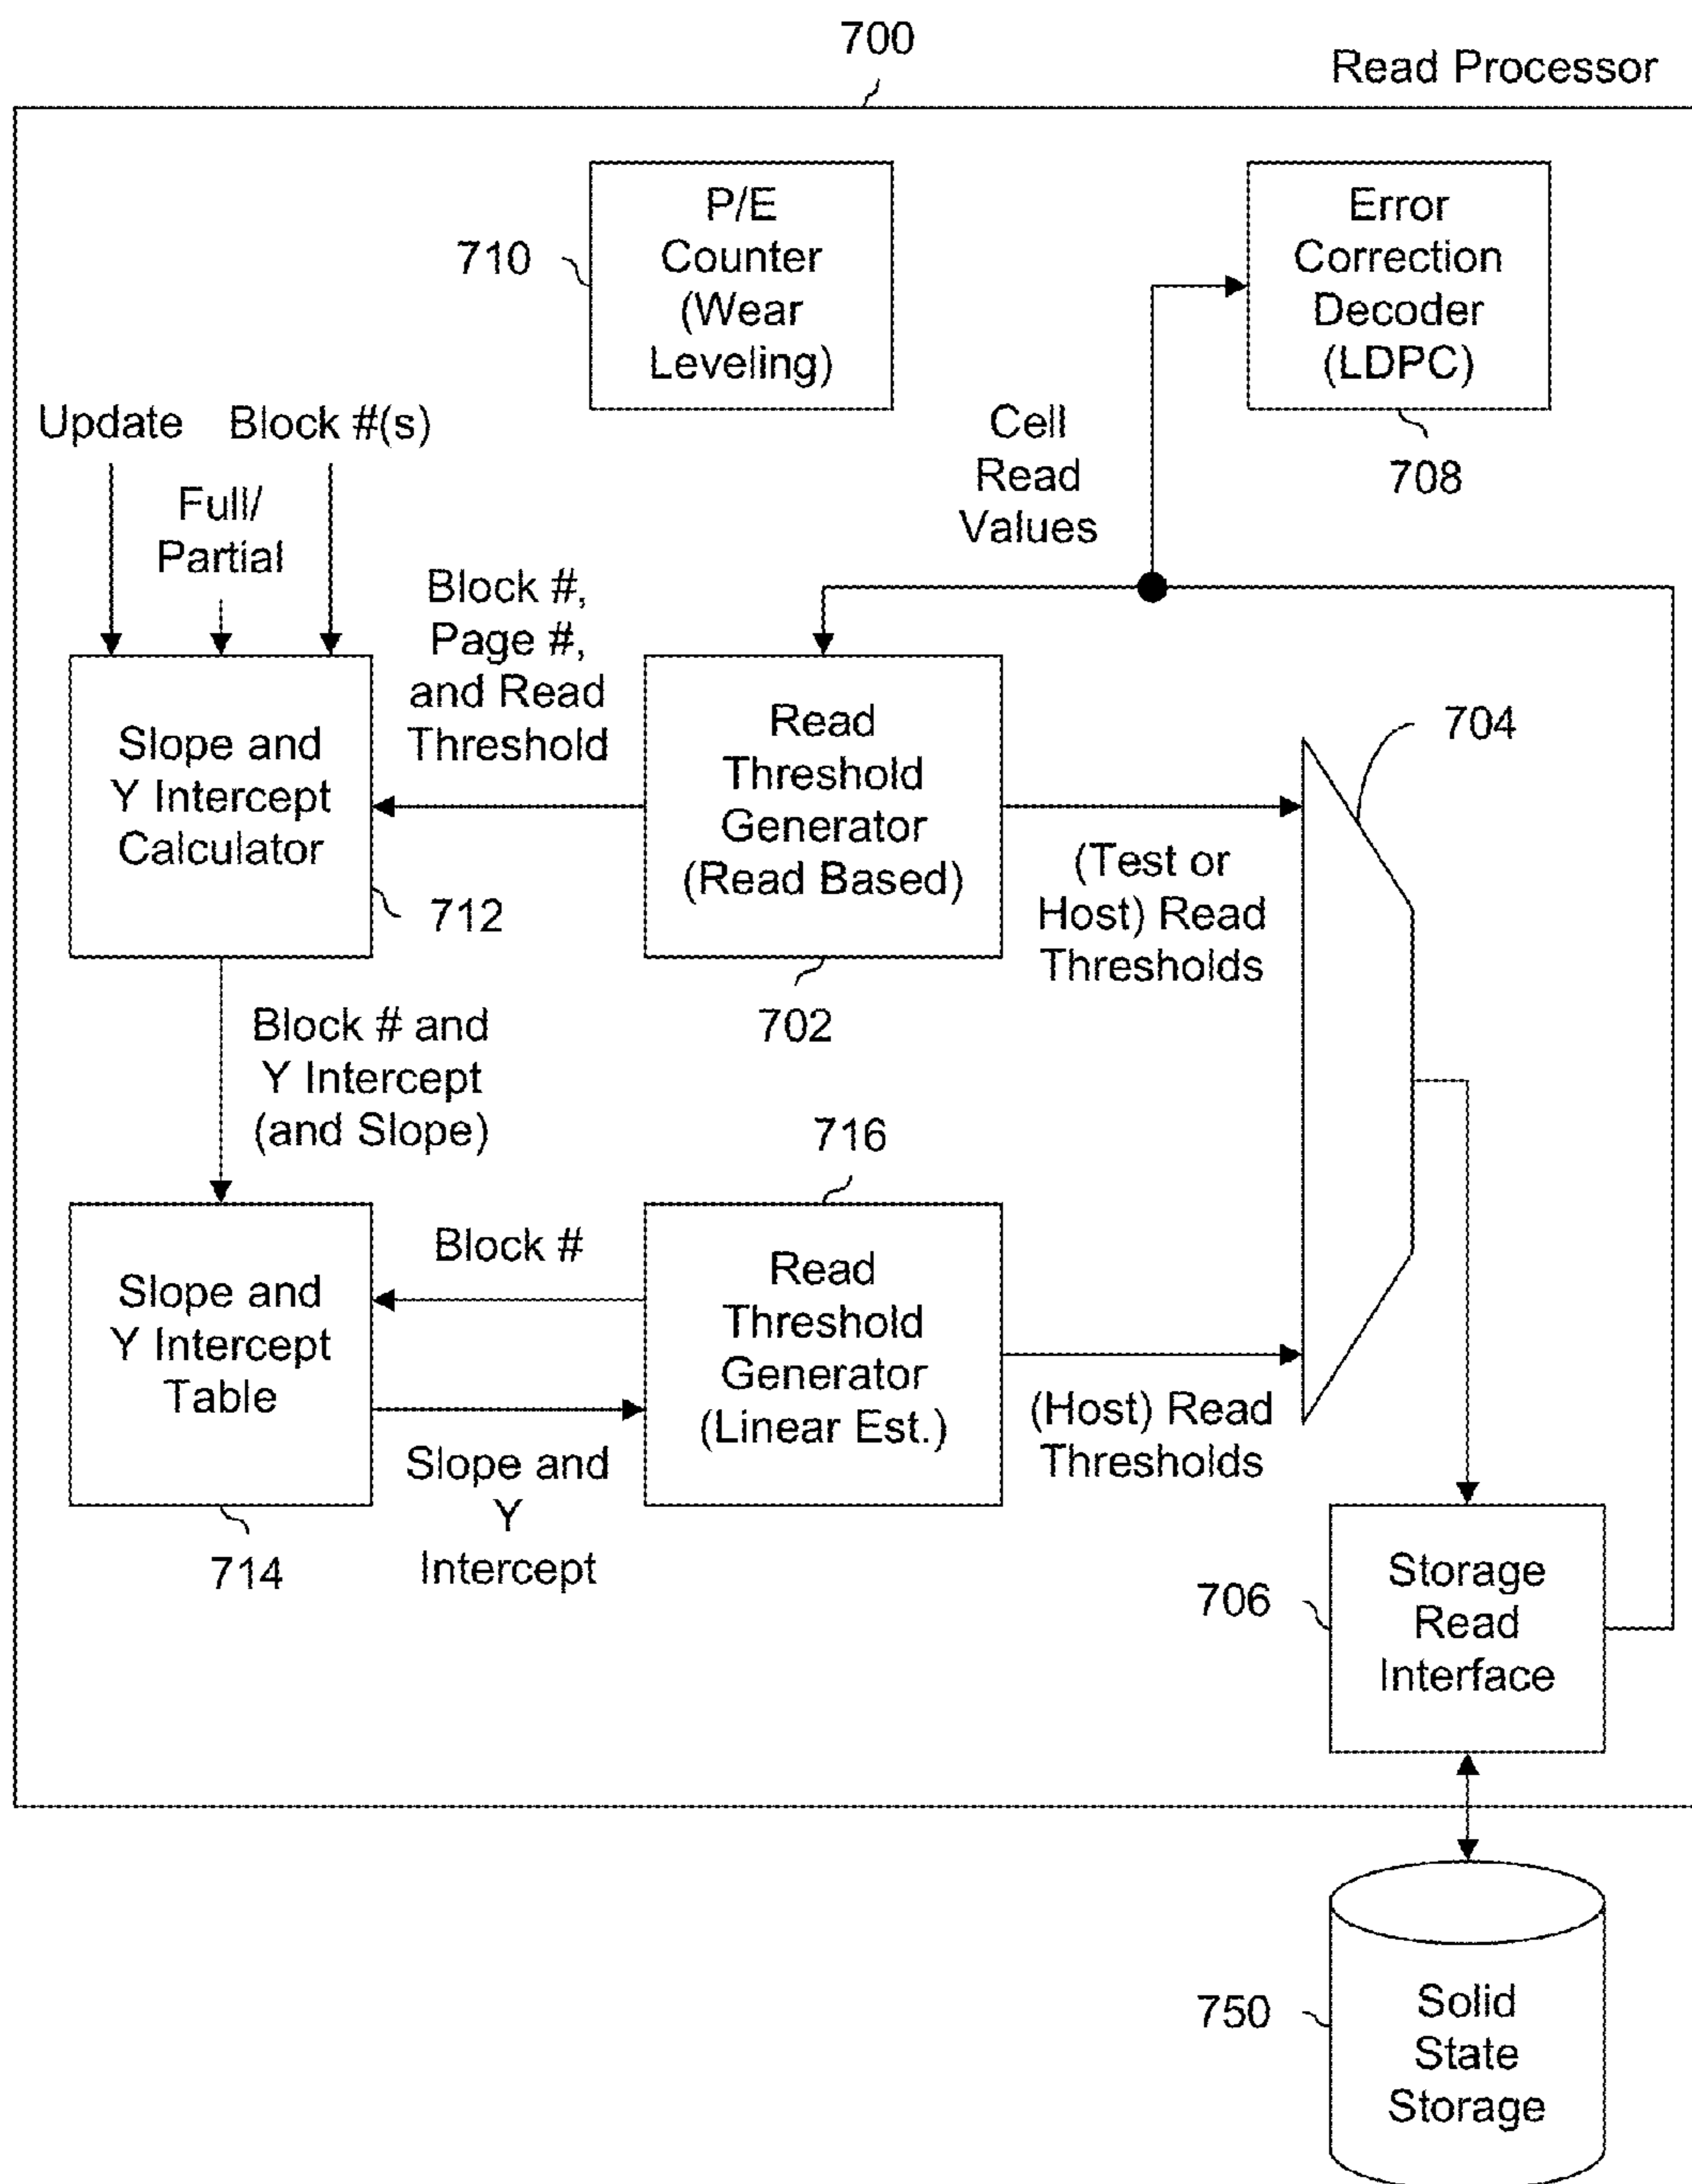 700
Read Processor
P/E
Counter
(Wear
Leveling)
710
Error
Correction
Decoder
(LDPC)
708
Update
Block #(s)
Full/
Partial
Cell
Read
Values
Block #,
Page #,
and Read
Threshold
Slope and
Y Intercept
Calculator
712
Read
Threshold
Generator
(Read Based)
702
704
(Test or
Host) Read
Thresholds
Block # and
Y Intercept
(and Slope)
716
Slope and
Y Intercept
Table
714
Block #
Slope and
Y
Intercept
Read
Threshold
Generator
(Linear Est.)
(Host) Read
Thresholds
706
Storage
Read
Interface
750
Solid
State
Storage